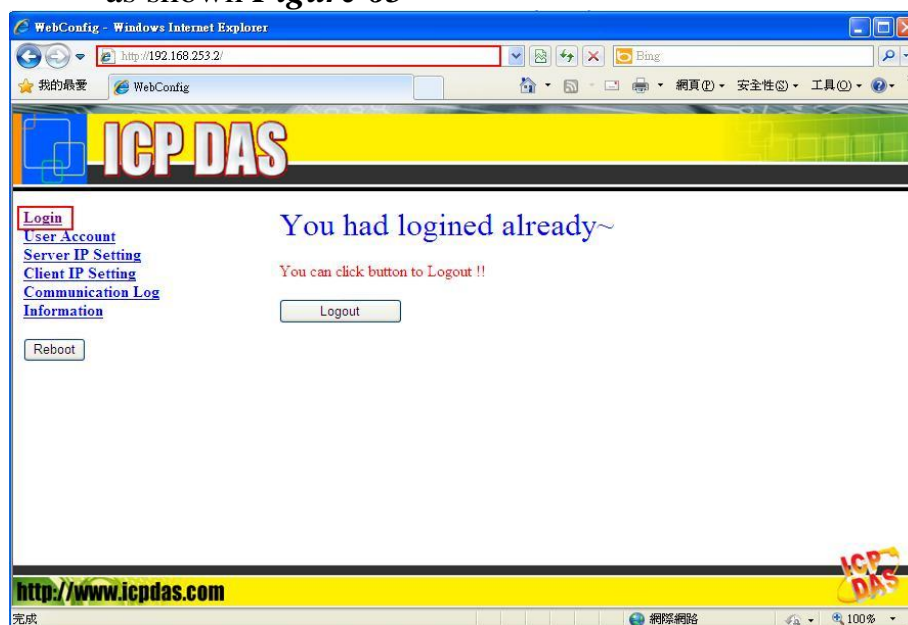 as shown Figure 63
WebConfig - Windows Internet Explorer
http://192.168.253.2/
Bing
我的最愛
WebConfig
網頁(P)
安全性(S)
工具(O)
ICP DAS
Login
User Account
Server IP Setting
Client IP Setting
Communication Log
Information
Reboot
You had logined already~
You can click button to Logout !!
Logout
ICP
DAS
http://www.icpdas.com
完成
網際網路
100%